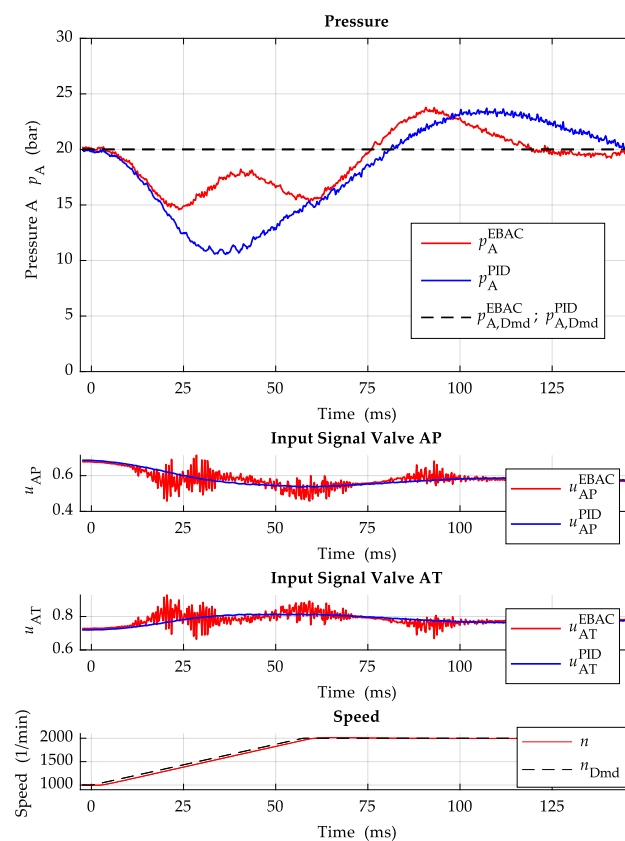 Pressure
30
25
20
15
10
5
0
Pressure A p_A (bar)
p_A^EBAC
p_A^PID
p_A,Dmd^EBAC ; p_A,Dmd^PID
0 25 50 75 100 125
Time (ms)
Input Signal Valve AP
0.6
0.4
u_AP
u_AP^EBAC
u_AP^PID
0 25 50 75 100 125
Time (ms)
Input Signal Valve AT
0.8
0.6
u_AT
u_AT^EBAC
u_AT^PID
0 25 50 75 100 125
Time (ms)
Speed
2000
1000
Speed (1/min)
n
n_Dmd
0 25 50 75 100 125
Time (ms)